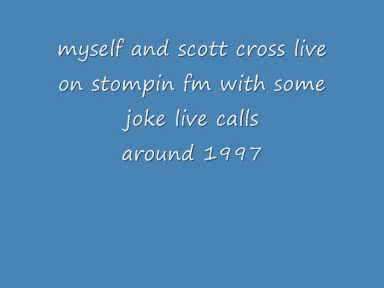 myself and scott cross live
on stompin fm with some
joke live calls
around 1997